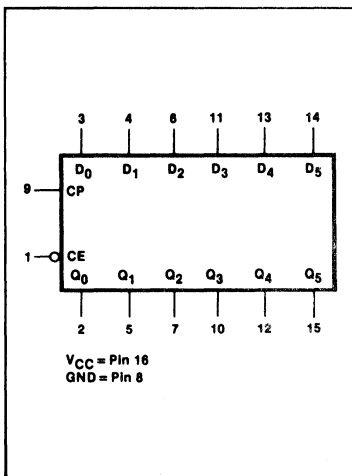 3 4 6 11 13 14
D0 D1 D2 D3 D4 D5
9 CP
1 CE
Q0 Q1 Q2 Q3 Q4 Q5
2 5 7 10 12 15
VCC = Pin 16
GND = Pin 8